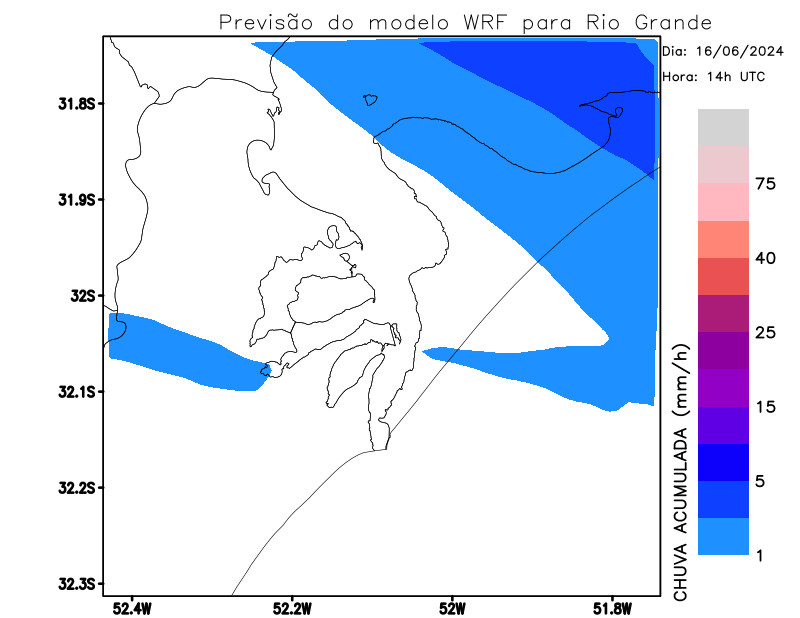 Previsão do modelo WRF para Rio Grande
Dia: 16/06/2024
Hora: 14h UTC
31.8S
31.9S
32S
32.1S
32.2S
32.3S
52.4W
52.2W
52W
51.8W
75
40
25
15
5
1
CHUVA ACUMULADA (mm/h)